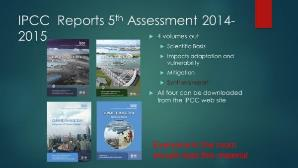 IPCC Reports 5th Assessment 2014-
2015
4 volumes out
Scientific Basis
Impacts adaptation and
vulnerability
Mitigation
Synthesis report
All four can be downloaded
from the IPCC web site
Everyone in the room
should read this material